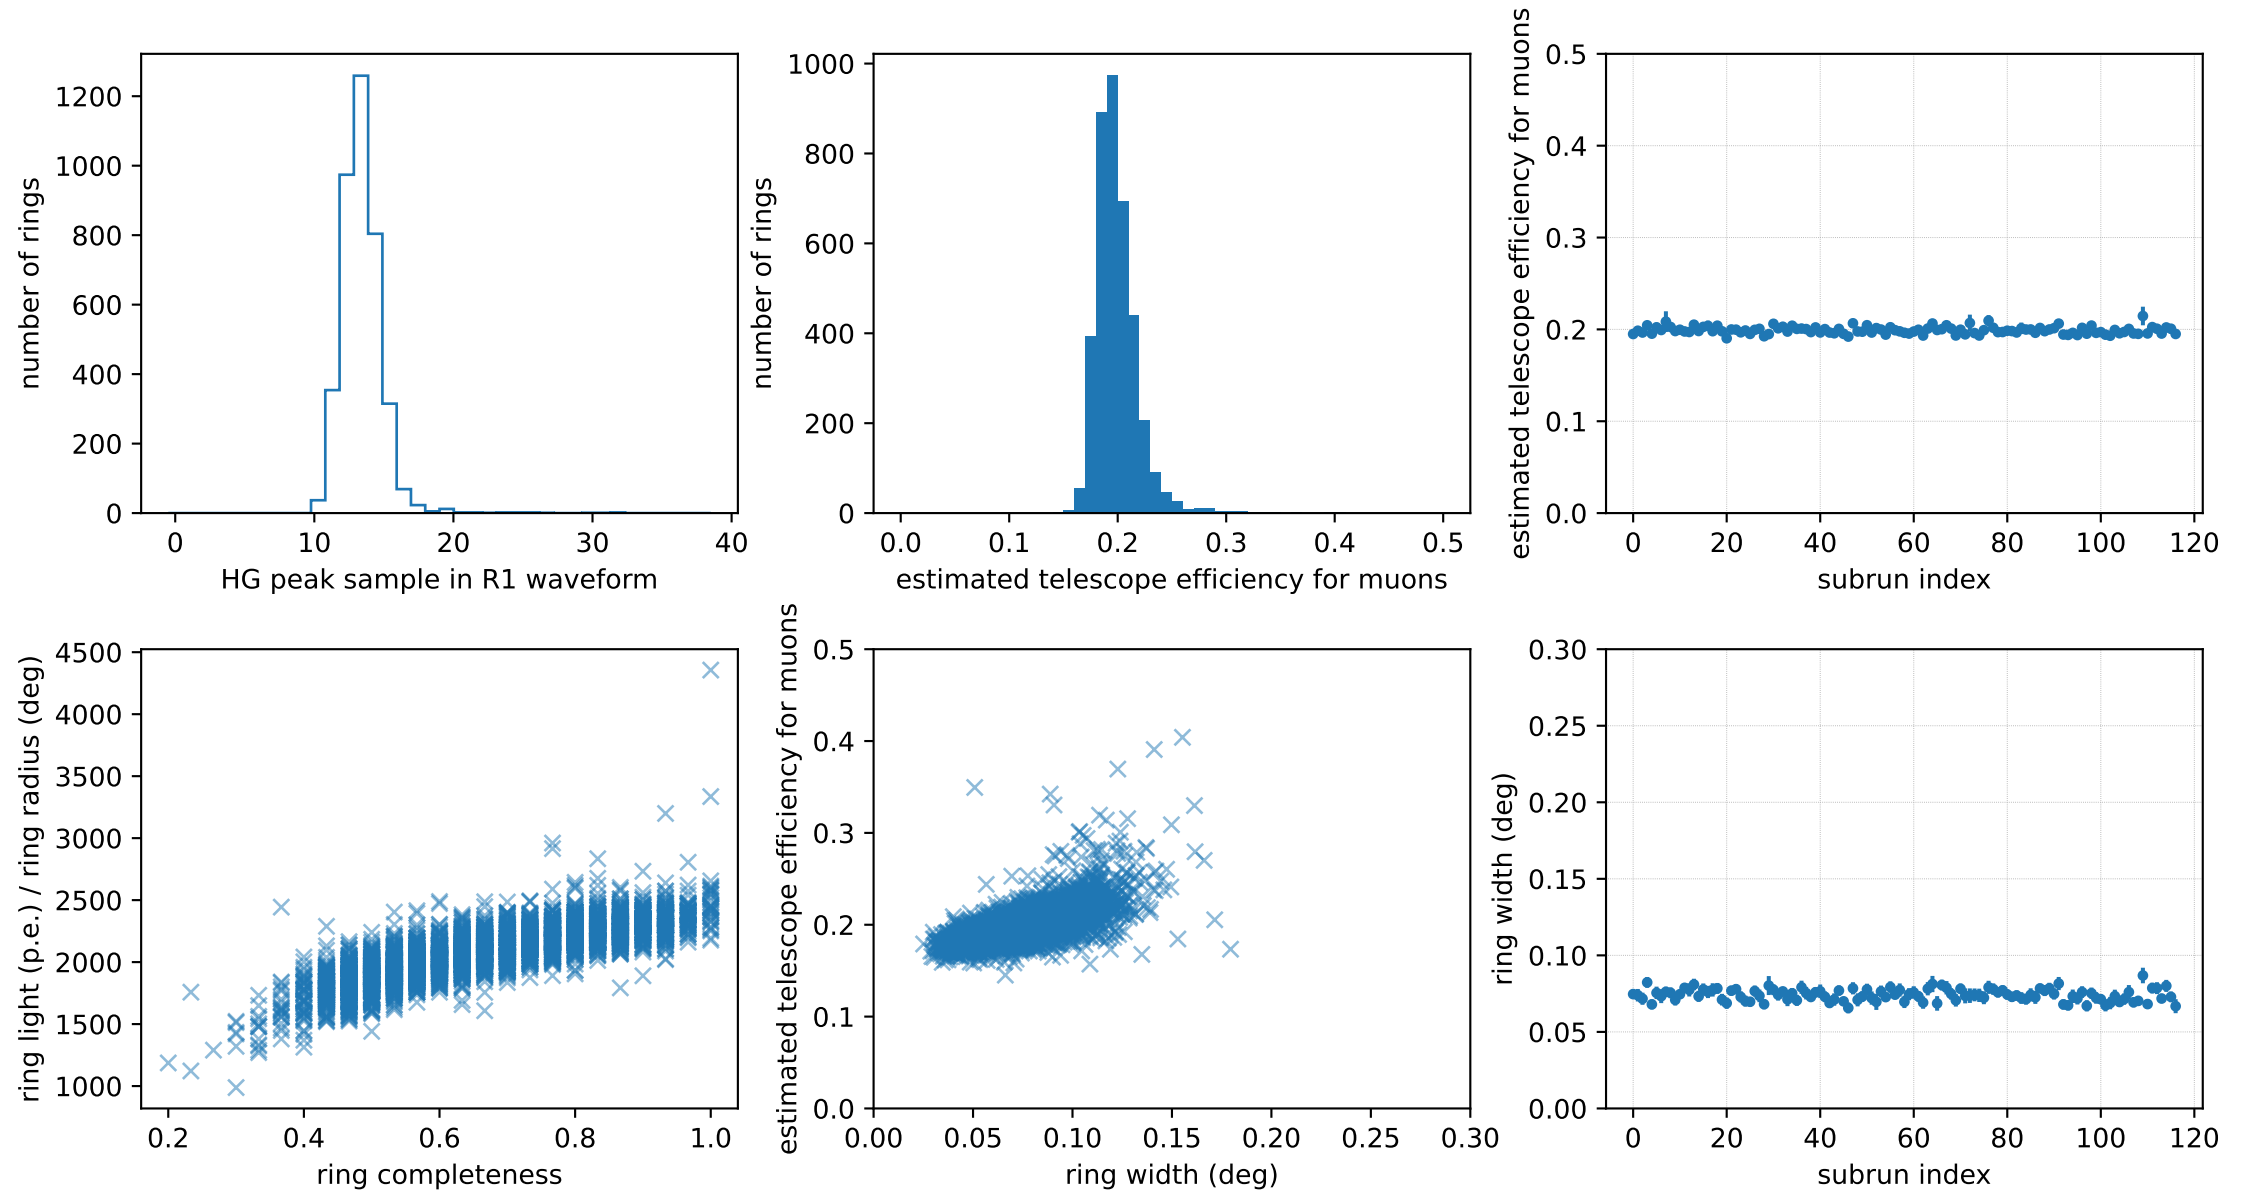 number of rings
1200
1000
800
600
400
200
0
0 10 20 30 40
HG peak sample in R1 waveform
number of rings
1000
800
600
400
200
0
0.0 0.1 0.2 0.3 0.4 0.5
estimated telescope efficiency for muons
estimated telescope efficiency for muons
0.5
0.4
0.3
0.2
0.1
0.0
0 20 40 60 80 100 120
subrun index
ring light (p.e.) / ring radius (deg)
4500
4000
3500
3000
2500
2000
1500
1000
0.2 0.4 0.6 0.8 1.0
ring completeness
estimated telescope efficiency for muons
0.5
0.4
0.3
0.2
0.1
0.0
0.00 0.05 0.10 0.15 0.20 0.25 0.30
ring width (deg)
ring width (deg)
0.30
0.25
0.20
0.15
0.10
0.05
0.00
0 20 40 60 80 100 120
subrun index